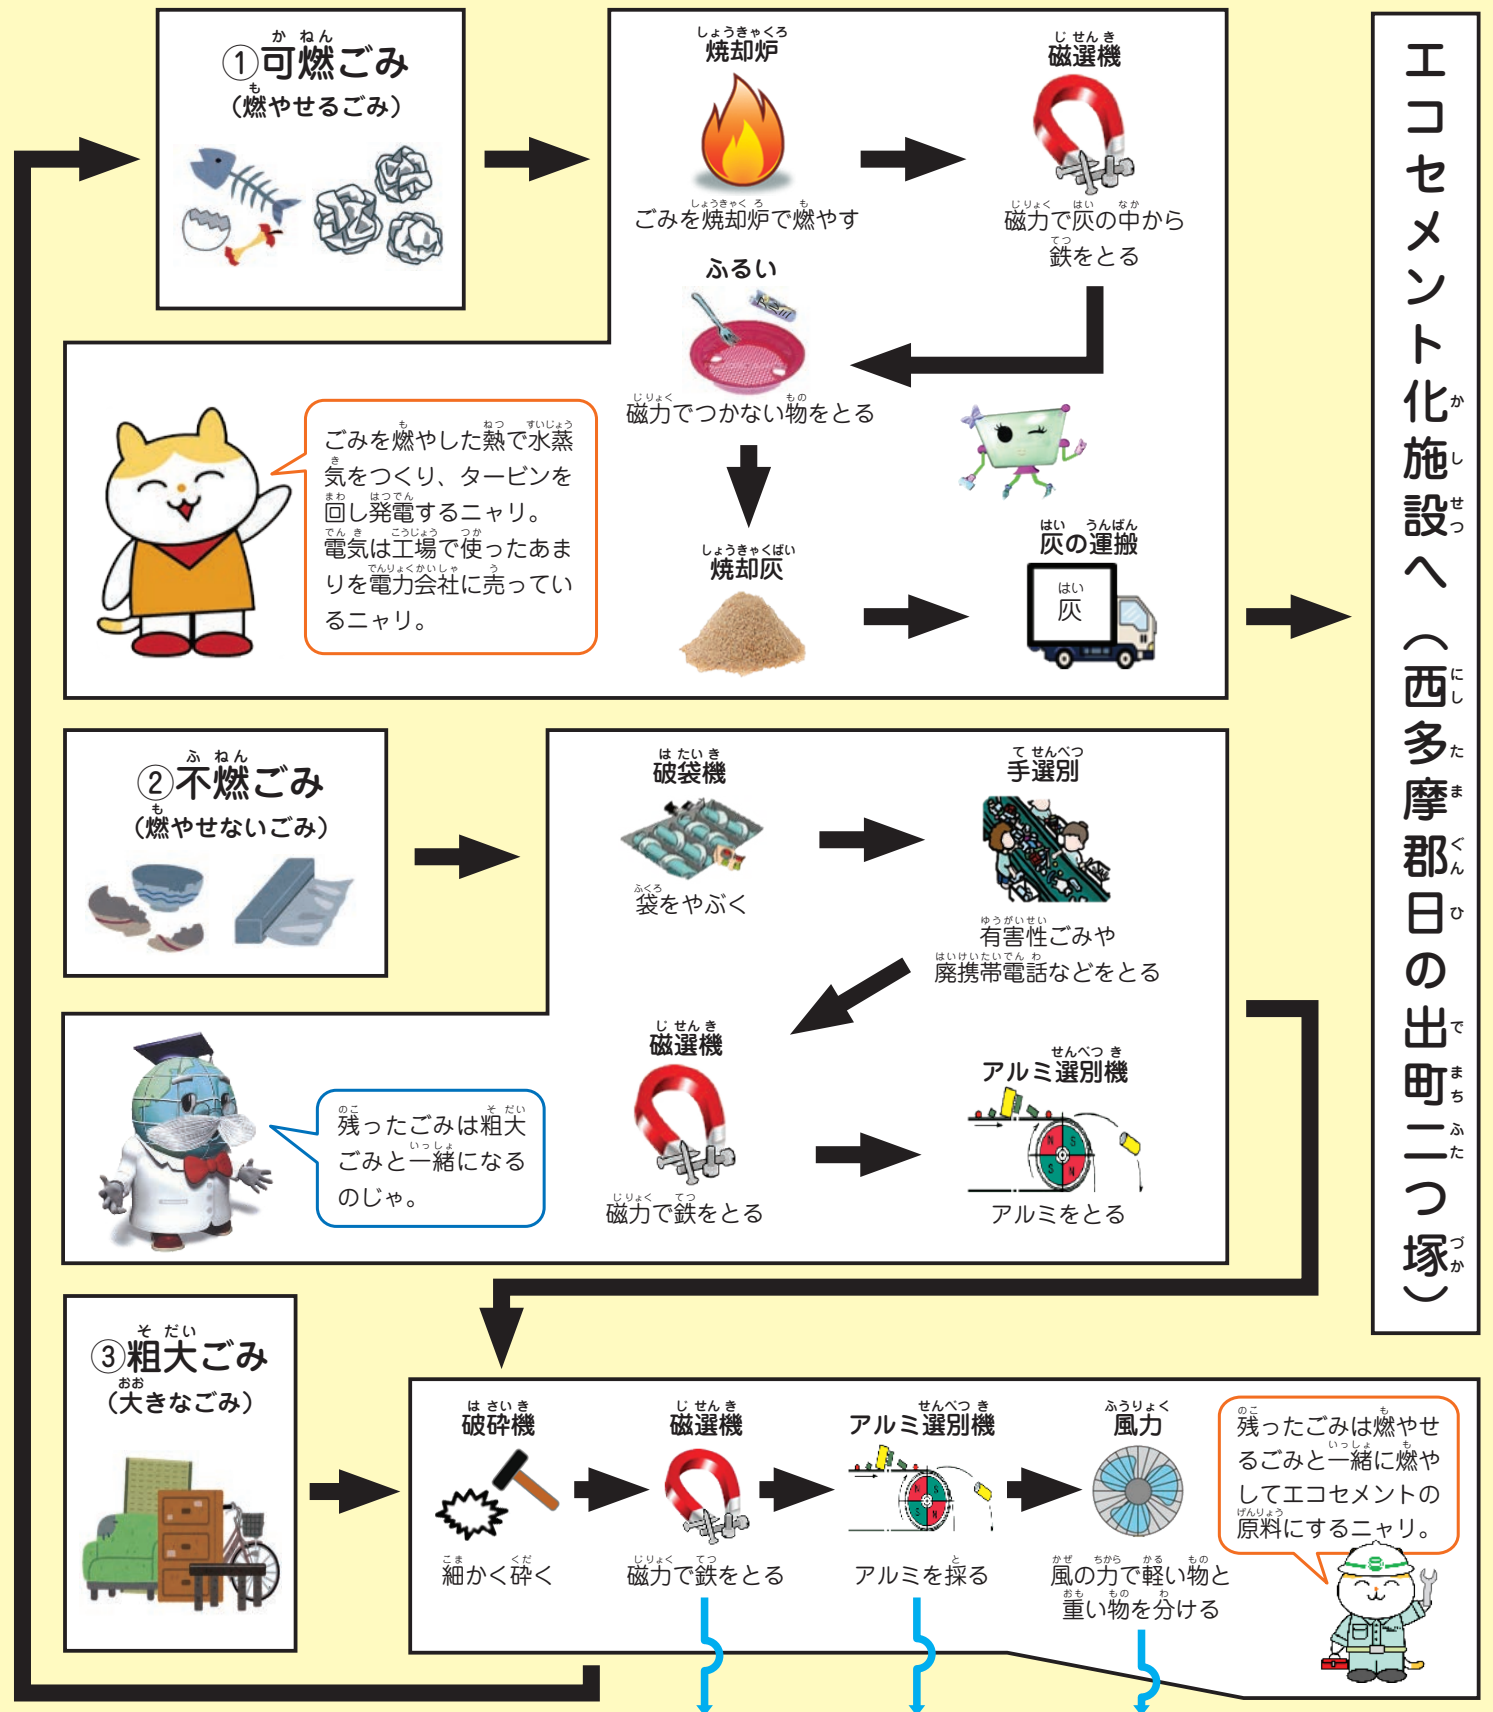 ①可燃ごみ
(燃やせるごみ)
焼却炉
ごみを焼却炉で燃やす
磁選機
磁力で灰の中から
鉄をとる
ふるい
磁力でつかない物をとる
ごみを燃やした熱で水蒸
気をつくり、タービンを
回し発電するニャリ。
電気は工場で使ったあま
りを電力会社に売ってい
るニャリ。
焼却灰
灰の運搬
灰
エコセメント化施設へ(西多摩郡日の出町二つ塚)
②不燃ごみ
(燃やせないごみ)
破袋機
袋をやぶく
手選別
有害性ごみや
廃携帯電話などをとる
磁選機
磁力で鉄をとる
アルミ選別機
N S
S N
アルミをとる
残ったごみは粗大
ごみと一緒になる
のじゃ。
③粗大ごみ
(大きなごみ)
破砕機
細かく砕く
磁選機
磁力で鉄をとる
アルミ選別機
N S
S N
アルミを採る
風力
風の力で軽い物と
重い物を分ける
残ったごみは燃やせ
るごみと一緒に燃や
してエコセメントの
原料にするニャリ。